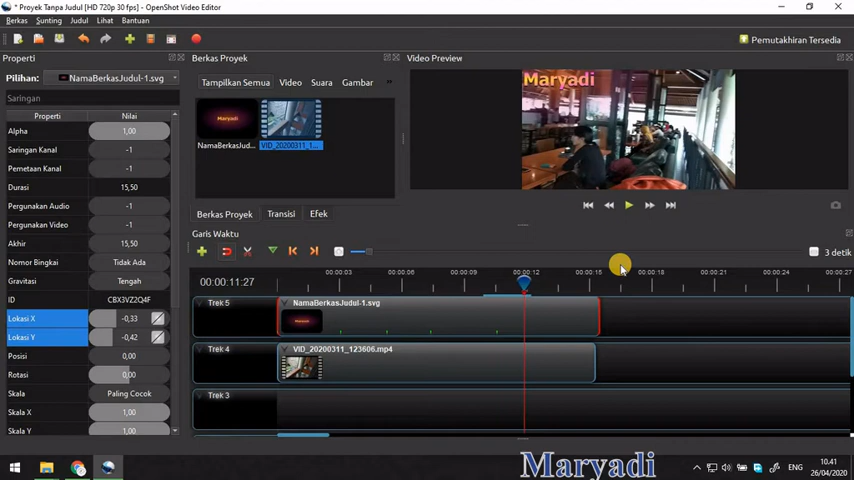 * Proyek Tanpa Judul [HD 720p 30 fps] - OpenShot Video Editor
Berkas Sunting Judul Lihat Bantuan
Pemutakhiran Tersedia
Properti
Pilihan: NamaBerkasJudul-1.svg
Saringan
Properti Nilai
Alpha 1,00
Saringan Kanal -1
Pemetaan Kanal -1
Durasi 15,50
Pergunakan Audio -1
Pergunakan Video -1
Akhir 15,50
Nomor Bingkai Tidak Ada
Gravitasi Tengah
ID CBX3VZ2Q4F
Lokasi X -0,33
Lokasi Y -0,42
Posisi 0,00
Rotasi 0,00
Skala Paling Cocok
Skala X 1,00
Skala Y 1,00
Berkas Proyek
Tampilkan Semua Video Suara Gambar »
Maryadi
NamaBerkasJud... VID_20200311_1...
Berkas Proyek Transisi Efek
Video Preview
Maryadi
Garis Waktu
3 detik
00:00:11:27
00:00:03 00:00:06 00:00:09 00:00:12 00:00:15 00:00:18 00:00:21 00:00:24 00:00:27
Trek 5 NamaBerkasJudul-1.svg
Trek 4 VID_20200311_123606.mp4
Trek 3
Maryadi
ENG
10.41
26/04/2020